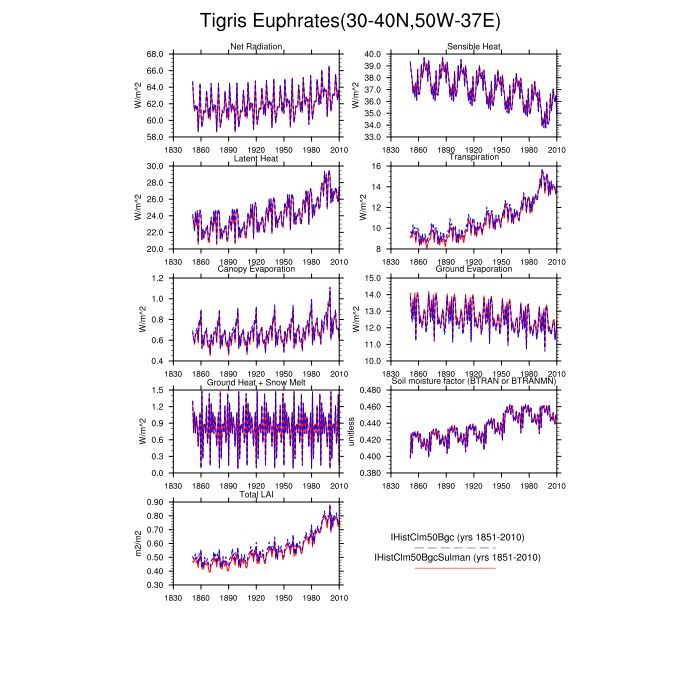 Tigris Euphrates(30-40N,50W-37E)
Net Radiation
W/m^2
68.0
66.0
64.0
62.0
60.0
58.0
1830 1860 1890 1920 1950 1980 2010
Sensible Heat
W/m^2
40.0
39.0
38.0
37.0
36.0
35.0
34.0
33.0
1830 1860 1890 1920 1950 1980 2010
Latent Heat
W/m^2
30.0
28.0
26.0
24.0
22.0
20.0
1830 1860 1890 1920 1950 1980 2010
Transpiration
W/m^2
16
14
12
10
8
1830 1860 1890 1920 1950 1980 2010
Canopy Evaporation
W/m^2
1.2
1.0
0.8
0.6
0.4
1830 1860 1890 1920 1950 1980 2010
Ground Evaporation
W/m^2
15.0
14.0
13.0
12.0
11.0
10.0
1830 1860 1890 1920 1950 1980 2010
Ground Heat + Snow Melt
W/m^2
1.5
1.2
0.9
0.6
0.3
0.0
1830 1860 1890 1920 1950 1980 2010
Soil moisture factor (BTRAN or BTRANMN)
unitless
0.480
0.460
0.440
0.420
0.400
0.380
1830 1860 1890 1920 1950 1980 2010
Total LAI
m2/m2
0.90
0.80
0.70
0.60
0.50
0.40
0.30
1830 1860 1890 1920 1950 1980 2010
IHistClm50Bgc (yrs 1851-2010)
IHistClm50BgcSulman (yrs 1851-2010)